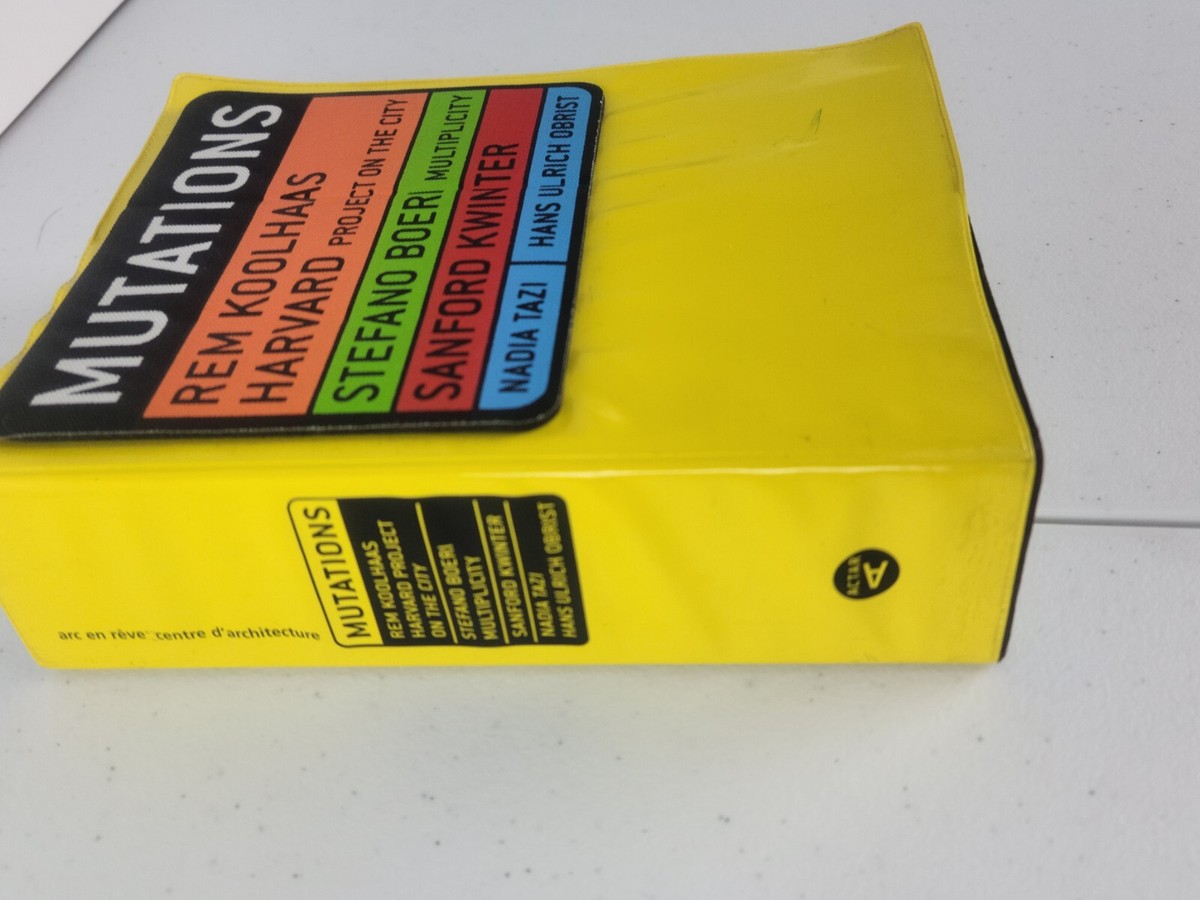 MUTATIONS
REM KOOLHAAS
HARVARD PROJECT ON THE CITY
STEFANO BOERI MULTIPLICITY
SANFORD KWINTER
NADIA TAZI HANS ULRICH OBRIST
arc en rêve centre d'architecture
MUTATIONS
REM KOOLHAAS
HARVARD PROJECT
ON THE CITY
STEFANO BOERI
MULTIPLICITY
SANFORD KWINTER
NADIA TAZI
HANS ULRICH OBRIST
ACTAR
A